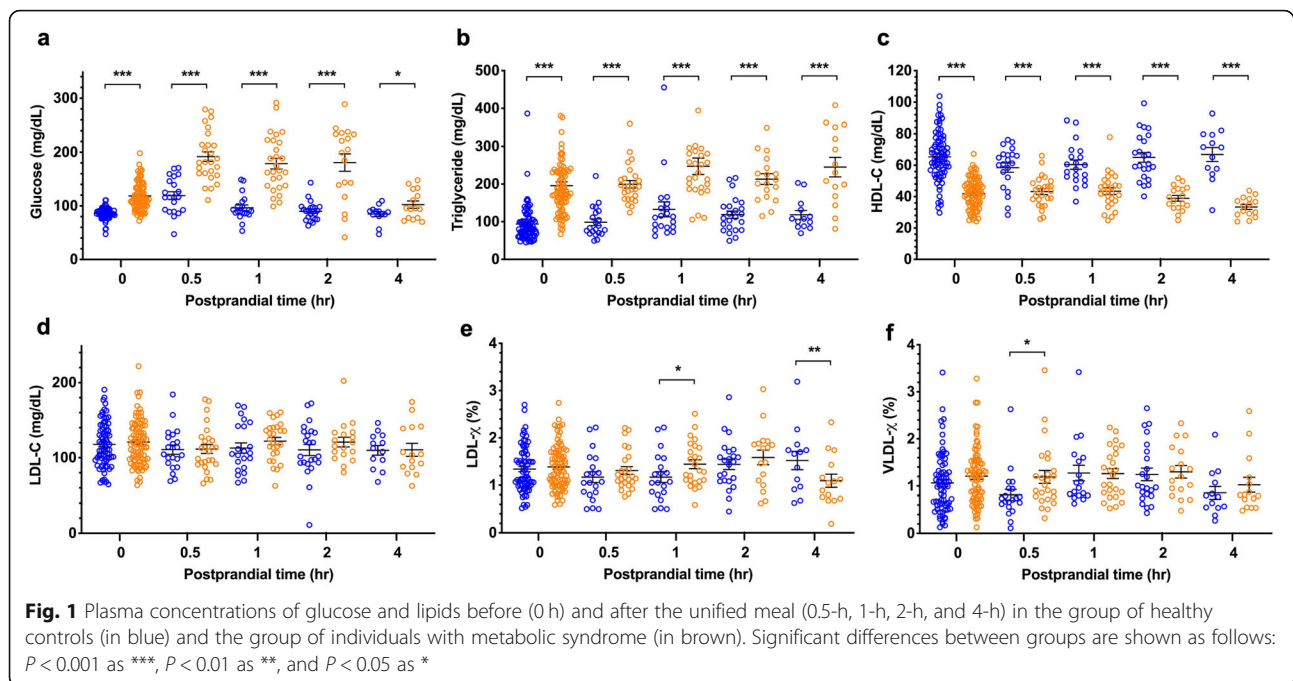 a
Glucose (mg/dL)
300
200
100
0
*** *** *** *** *
0 0.5 1 2 4
Postprandial time (hr)
b
Triglyceride (mg/dL)
500
400
300
200
100
0
*** *** *** *** ***
0 0.5 1 2 4
Postprandial time (hr)
c
HDL-C (mg/dL)
120
100
80
60
40
20
0
*** *** *** *** ***
0 0.5 1 2 4
Postprandial time (hr)
d
LDL-C (mg/dL)
200
100
0
0 0.5 1 2 4
Postprandial time (hr)
e
LDL-χ (%)
4
3
2
1
0
* **
0 0.5 1 2 4
Postprandial time (hr)
f
VLDL-χ (%)
4
3
2
1
0
*
0 0.5 1 2 4
Postprandial time (hr)
Fig. 1 Plasma concentrations of glucose and lipids before (0 h) and after the unified meal (0.5-h, 1-h, 2-h, and 4-h) in the group of healthy
controls (in blue) and the group of individuals with metabolic syndrome (in brown). Significant differences between groups are shown as follows:
P < 0.001 as ***, P < 0.01 as **, and P < 0.05 as *